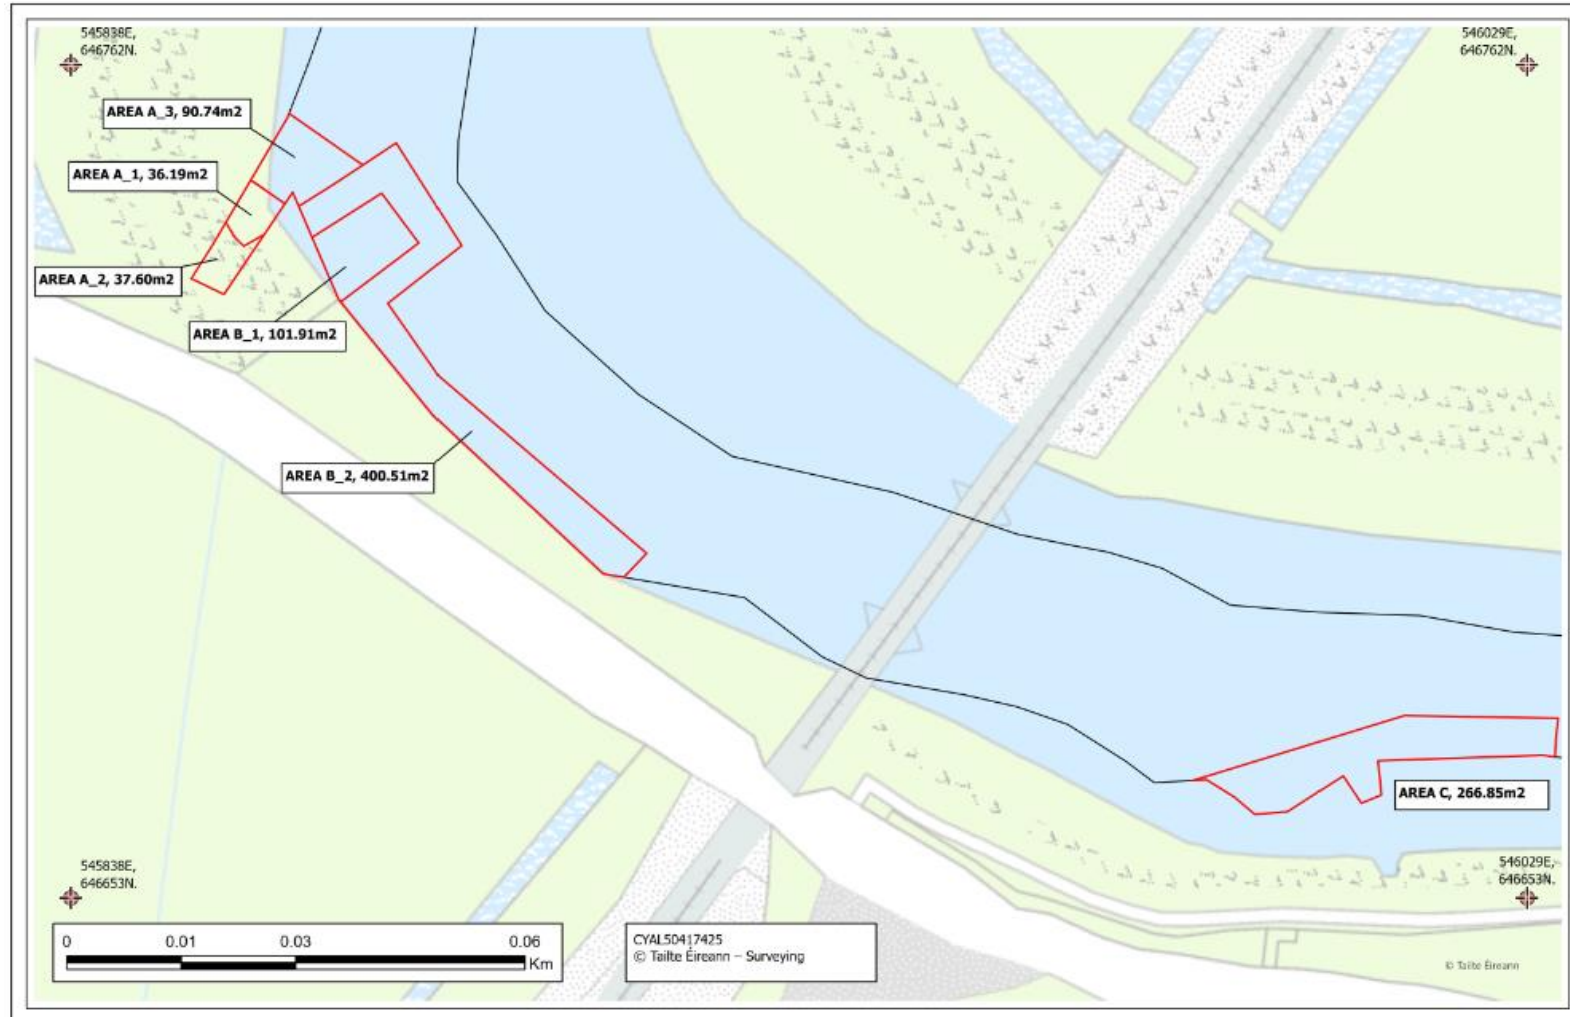 545838E,
646762N.
546029E,
646762N.
AREA A_3, 90.74m2
AREA A_1, 36.19m2
AREA A_2, 37.60m2
AREA B_1, 101.91m2
AREA B_2, 400.51m2
AREA C, 266.85m2
545838E,
646653N.
546029E,
646653N.
0 0.01 0.03 0.06
Km
CYAL50417425
© Tailte Éireann – Surveying
© Tailte Éireann